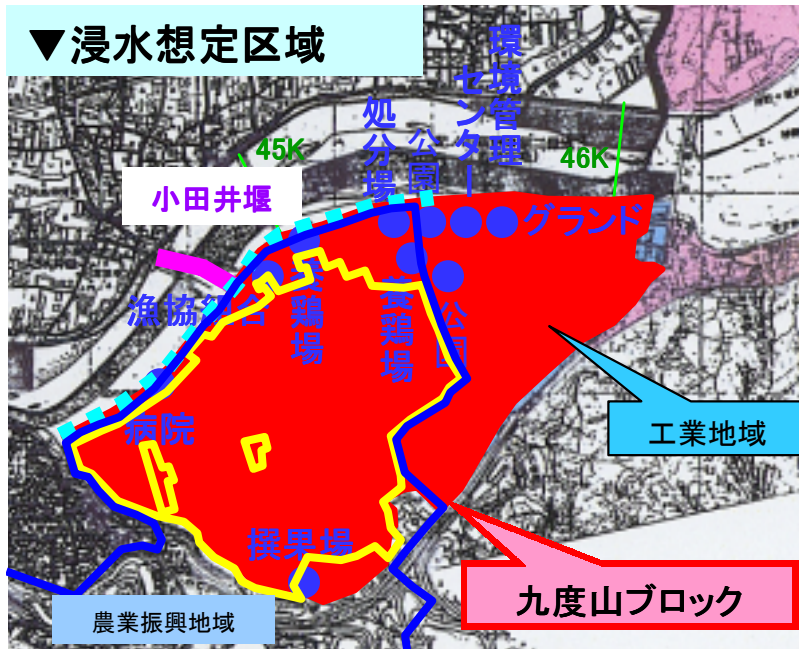 ▼浸水想定区域
環境管理
センター
公園
処分場
45K
46K
小田井堰
グランド
漁協組合
養鶏場
養鶏場
公園
病院
工業地域
撰果場
九度山ブロック
農業振興地域